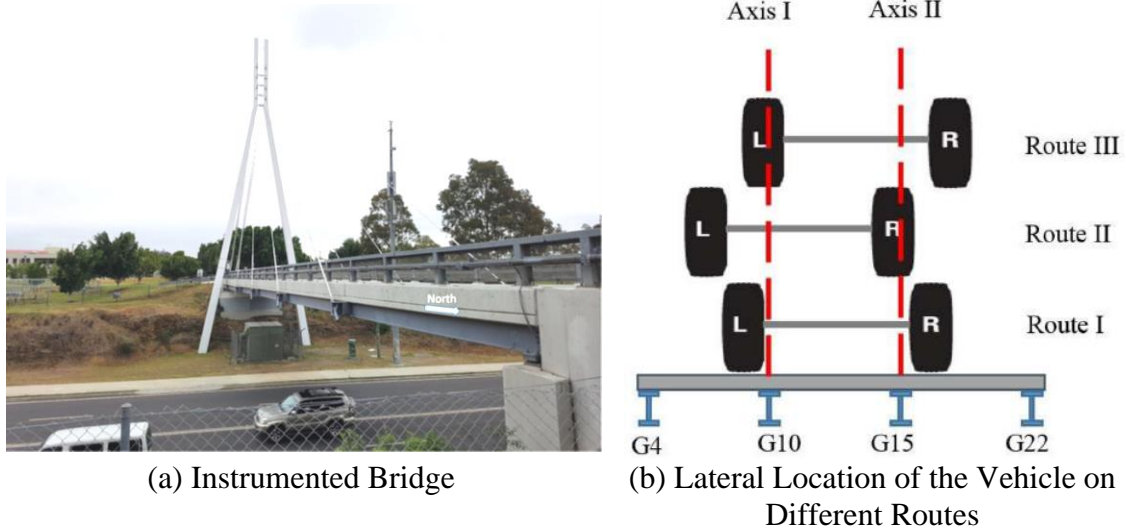 Axis I
Axis II
North
L
R
Route III
L
R
Route II
L
R
Route I
G4
G10
G15
G22
(a) Instrumented Bridge
(b) Lateral Location of the Vehicle on
Different Routes